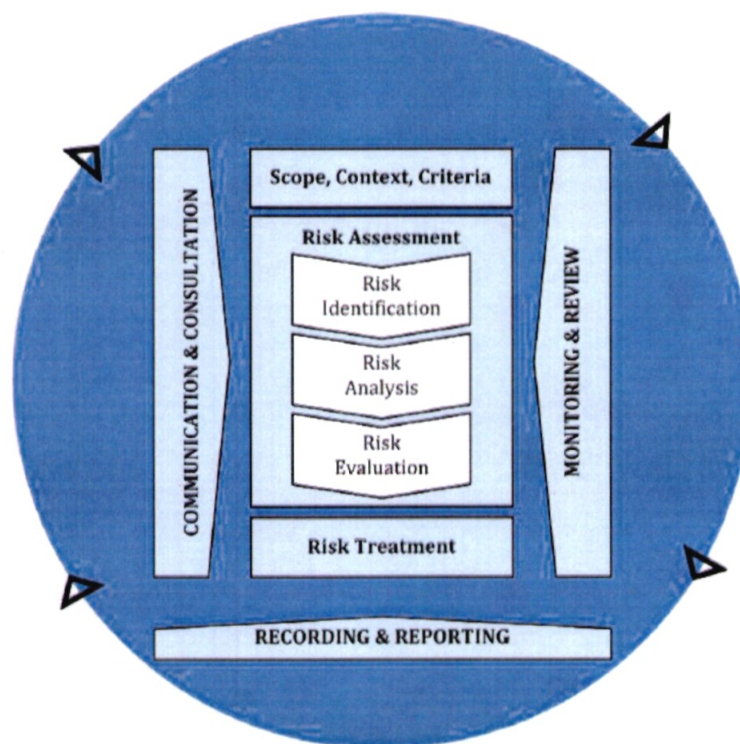 Scope, Context, Criteria
Risk Assessment
Risk
Identification
Risk
Analysis
Risk
Evaluation
Risk Treatment
COMMUNICATION & CONSULTATION
MONITORING & REVIEW
RECORDING & REPORTING